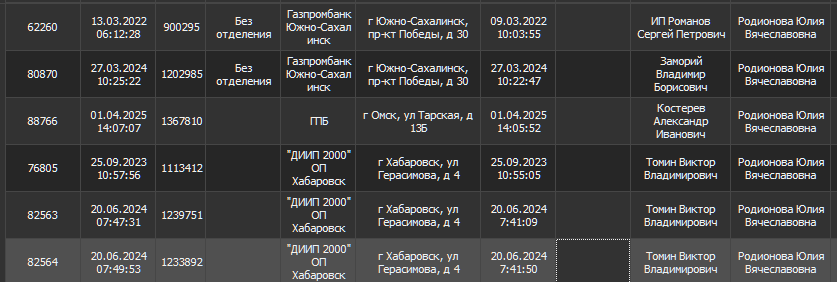 62260 13.03.2022 06:12:28 900295 Без отделения Газпромбанк Южно-Сахалинск г Южно-Сахалинск, пр-кт Победы, д 30 09.03.2022 10:03:55 ИП Романов Сергей Петрович Родионова Юлия Вячеславовна
80870 27.03.2024 10:25:22 1202985 Без отделения Газпромбанк Южно-Сахалинск г Южно-Сахалинск, пр-кт Победы, д 30 27.03.2024 10:22:47 Заморий Владимир Борисович Родионова Юлия Вячеславовна
88766 01.04.2025 14:07:07 1367810 ГПБ г Омск, ул Тарская, д 13Б 01.04.2025 14:05:52 Костерев Александр Иванович Родионова Юлия Вячеславовна
76805 25.09.2023 10:57:56 1113412 "ДИИП 2000" ОП Хабаровск г Хабаровск, ул Герасимова, д 4 25.09.2023 10:55:05 Томин Виктор Владимирович Родионова Юлия Вячеславовна
82563 20.06.2024 07:47:31 1239751 "ДИИП 2000" ОП Хабаровск г Хабаровск, ул Герасимова, д 4 20.06.2024 7:41:09 Томин Виктор Владимирович Родионова Юлия Вячеславовна
82564 20.06.2024 07:49:53 1233892 "ДИИП 2000" ОП Хабаровск г Хабаровск, ул Герасимова, д 4 20.06.2024 7:41:50 Томин Виктор Владимирович Родионова Юлия Вячеславовна